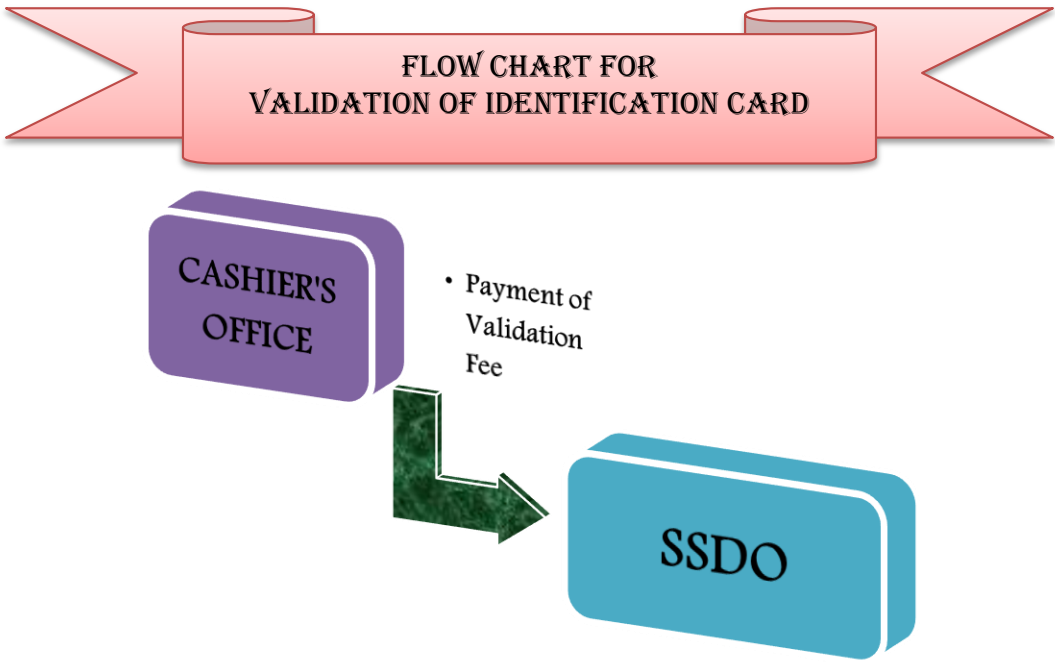 FLOW CHART FOR
VALIDATION OF IDENTIFICATION CARD
CASHIER'S
OFFICE
• Payment of
Validation
Fee
SSDO